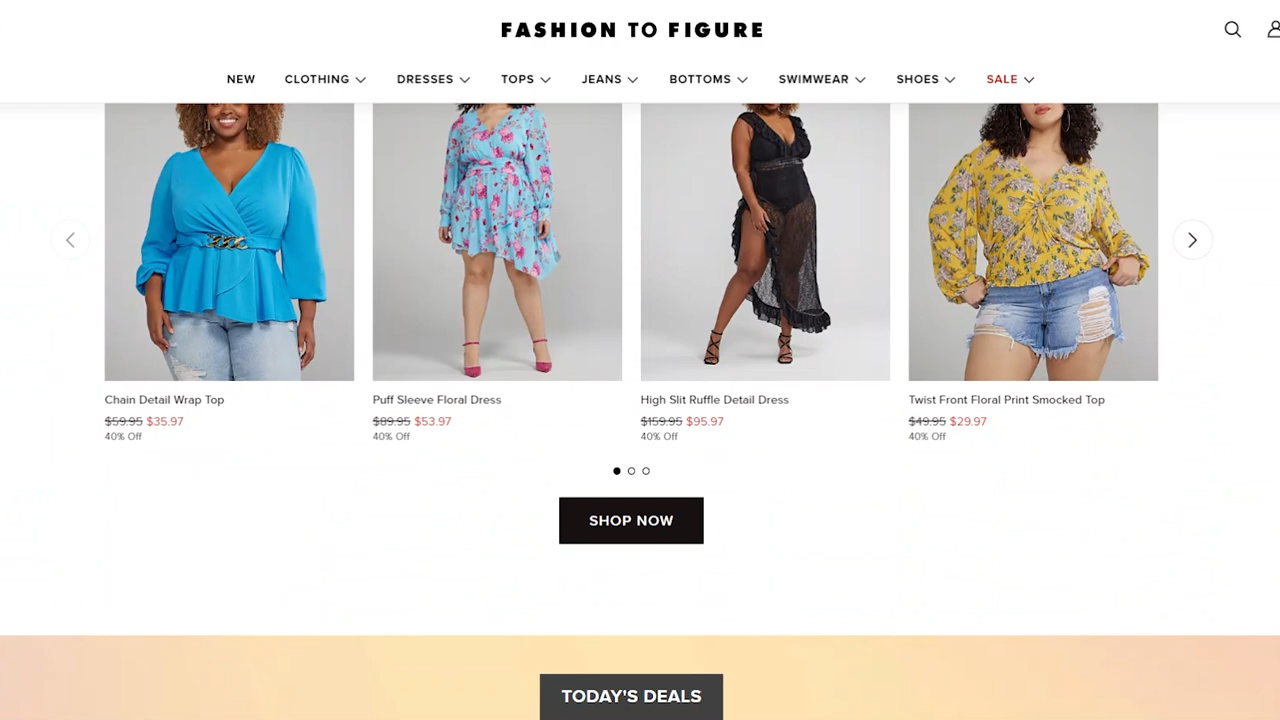 FASHION TO FIGURE
NEW CLOTHING DRESSES TOPS JEANS BOTTOMS SWIMWEAR SHOES SALE
Chain Detail Wrap Top
$59.95 $35.97
40% Off
Puff Sleeve Floral Dress
$89.95 $53.97
40% Off
High Slit Ruffle Detail Dress
$159.95 $95.97
40% Off
Twist Front Floral Print Smocked Top
$49.95 $29.97
40% Off
SHOP NOW
TODAY'S DEALS